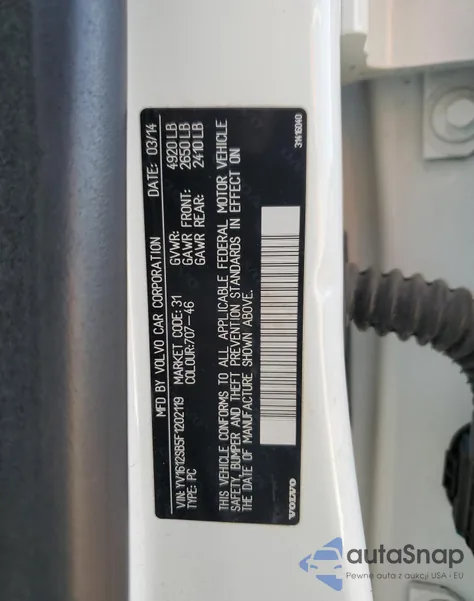 MFD BY VOLVO CAR CORPORATION DATE: 03/14
GVWR: 4920 LB
GAWR FRONT: 2650 LB
GAWR REAR: 2410 LB
VIN: YV1612SB5F1202119 MARKET CODE: 31
TYPE: PC COLOUR:707-46
THIS VEHICLE CONFORMS TO ALL APPLICABLE FEDERAL MOTOR VEHICLE
SAFETY, BUMPER AND THEFT PREVENTION STANDARDS IN EFFECT ON
THE DATE OF MANUFACTURE SHOWN ABOVE.
VOLVO 31416040
autoSnap
Pewne auta z aukcji USA i EU